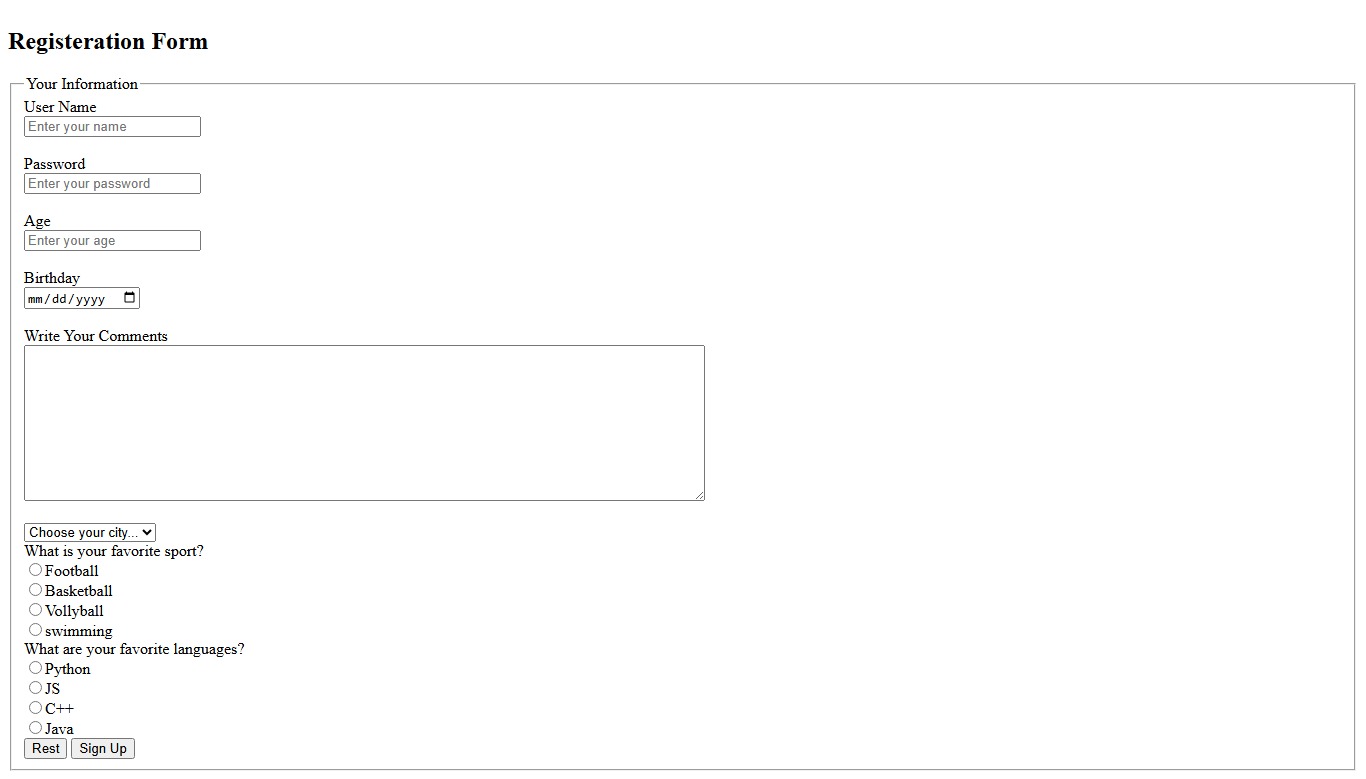 Registeration Form
Your Information
User Name
Enter your name
Password
Enter your password
Age
Enter your age
Birthday
mm/dd/yyyy
Write Your Comments
Choose your city...
What is your favorite sport?
Football
Basketball
Vollyball
swimming
What are your favorite languages?
Python
JS
C++
Java
Rest Sign Up